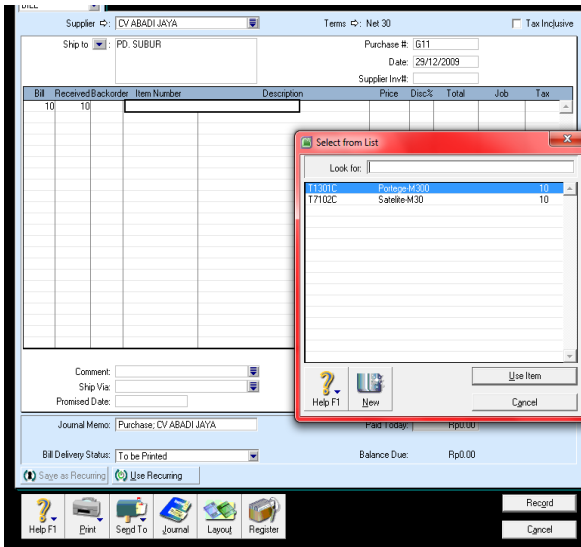 BILL
Supplier ⇨: CV ABADI JAYA Terms ⇨: Net 30 Tax Inclusive
Ship to : PD. SUBUR Purchase #: G11
Date: 29/12/2009
Supplier Inv#:
Bill Received Backorder Item Number Description Price Disc% Total Job Tax
10 10
Select from List
Look for:
T1301C Portege-M300 10
T7102C Satelite-M30 10
Use Item
Help F1 New Cancel
Comment:
Ship Via:
Promised Date:
Journal Memo: Purchase; CV ABADI JAYA Paid Today: Rp0.00
Bill Delivery Status: To be Printed Balance Due: Rp0.00
Save as Recurring Use Recurring
Help F1 Print Send To Journal Layout Register
Record
Cancel